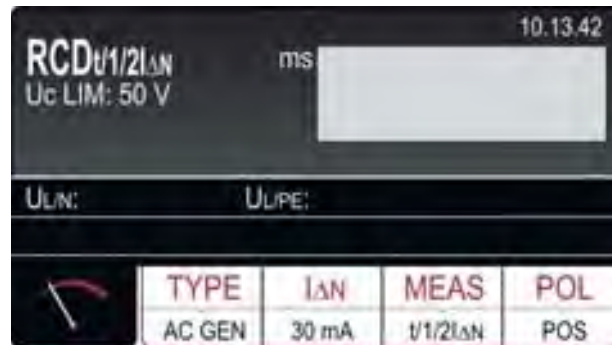 10.13.42
RCDt/1/2IΔN
ms
Uc LIM: 50 V
UL/N: UL/PE:
TYPE IΔN MEAS POL
AC GEN 30 mA t/1/2IΔN POS